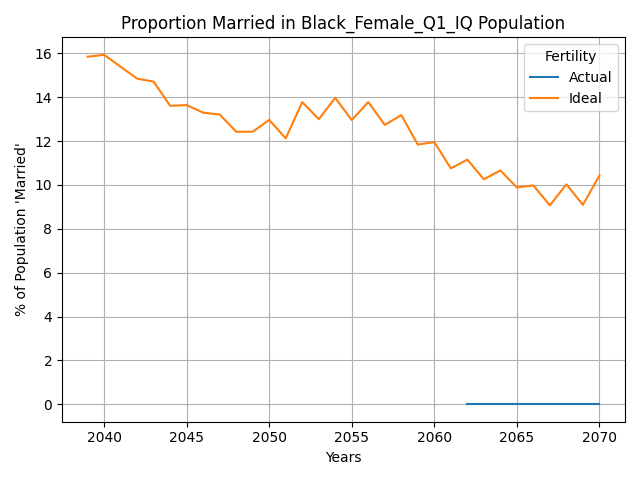 Proportion Married in Black_Female_Q1_IQ Population
Fertility
Actual
Ideal
% of Population 'Married'
16
14
12
10
8
6
4
2
0
2040 2045 2050 2055 2060 2065 2070
Years